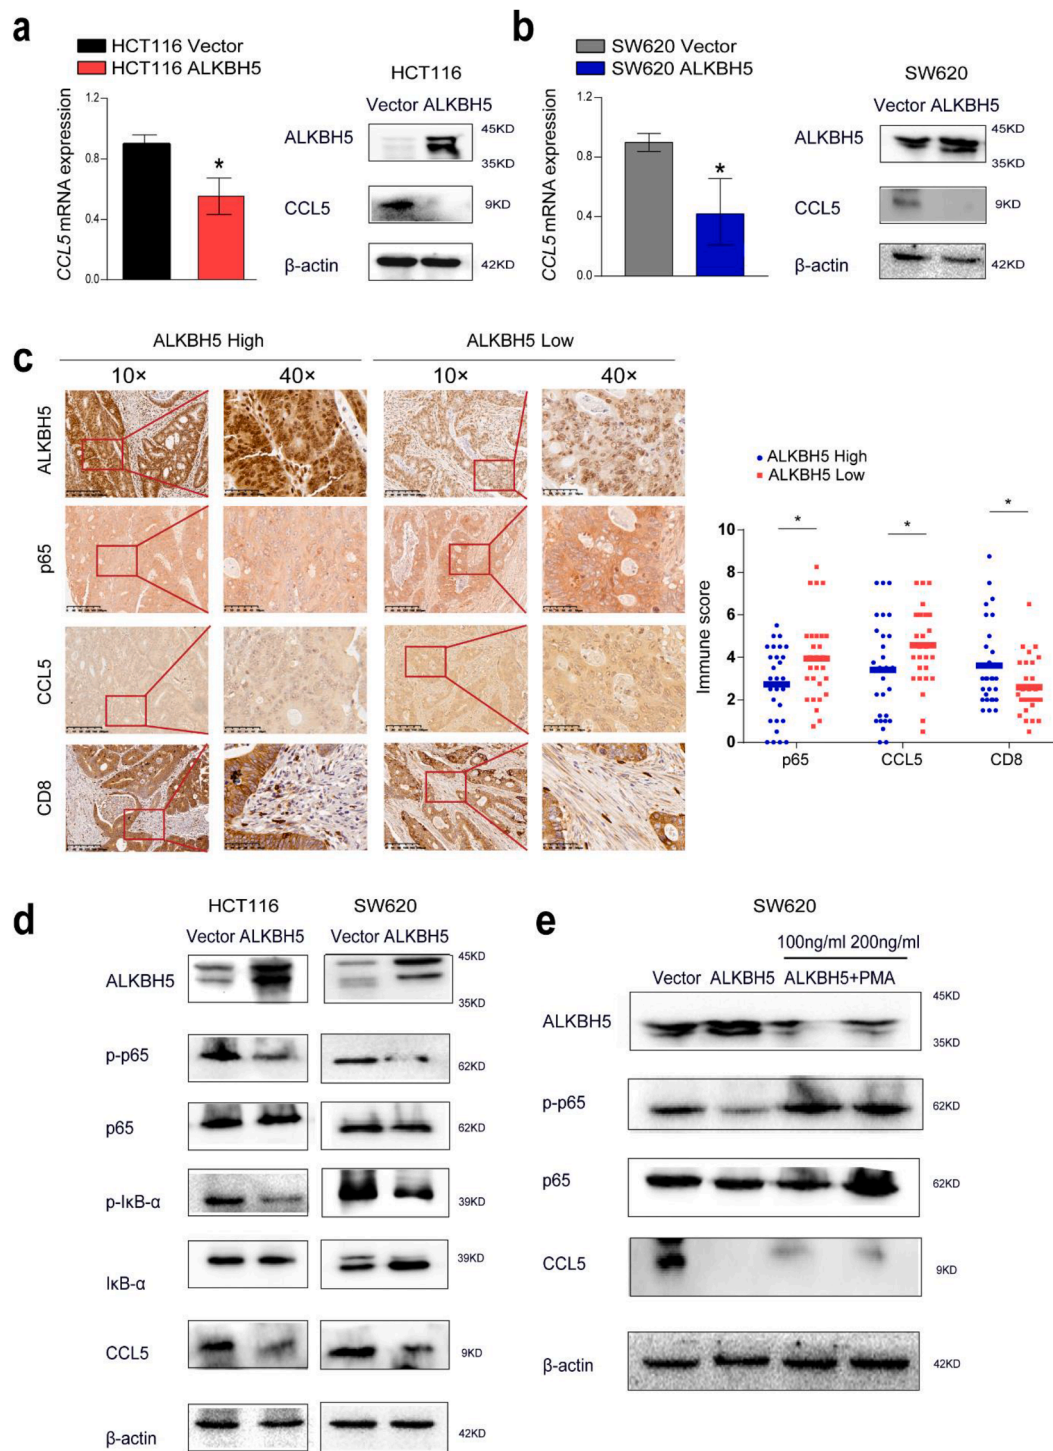 a
HCT116 Vector
HCT116 ALKBH5
CCL5 mRNA expression
1.2
0.8
0.4
0.0
*
HCT116
Vector ALKBH5
ALKBH5
45KD
35KD
CCL5
9KD
β-actin
42KD
b
SW620 Vector
SW620 ALKBH5
CCL5 mRNA expression
1.2
0.8
0.4
0.0
*
SW620
Vector ALKBH5
ALKBH5
45KD
35KD
CCL5
9KD
β-actin
42KD
c
ALKBH5 High
ALKBH5 Low
10×
40×
10×
40×
ALKBH5
p65
CCL5
CD8
ALKBH5 High
ALKBH5 Low
Immune score
10
8
6
4
2
0
*
*
*
p65
CCL5
CD8
d
HCT116
SW620
Vector ALKBH5
Vector ALKBH5
ALKBH5
45KD
35KD
p-p65
62KD
p65
62KD
p-IκB-α
39KD
IκB-α
39KD
CCL5
9KD
β-actin
42KD
e
SW620
100ng/ml 200ng/ml
Vector ALKBH5 ALKBH5+PMA
ALKBH5
45KD
35KD
p-p65
62KD
p65
62KD
CCL5
9KD
β-actin
42KD